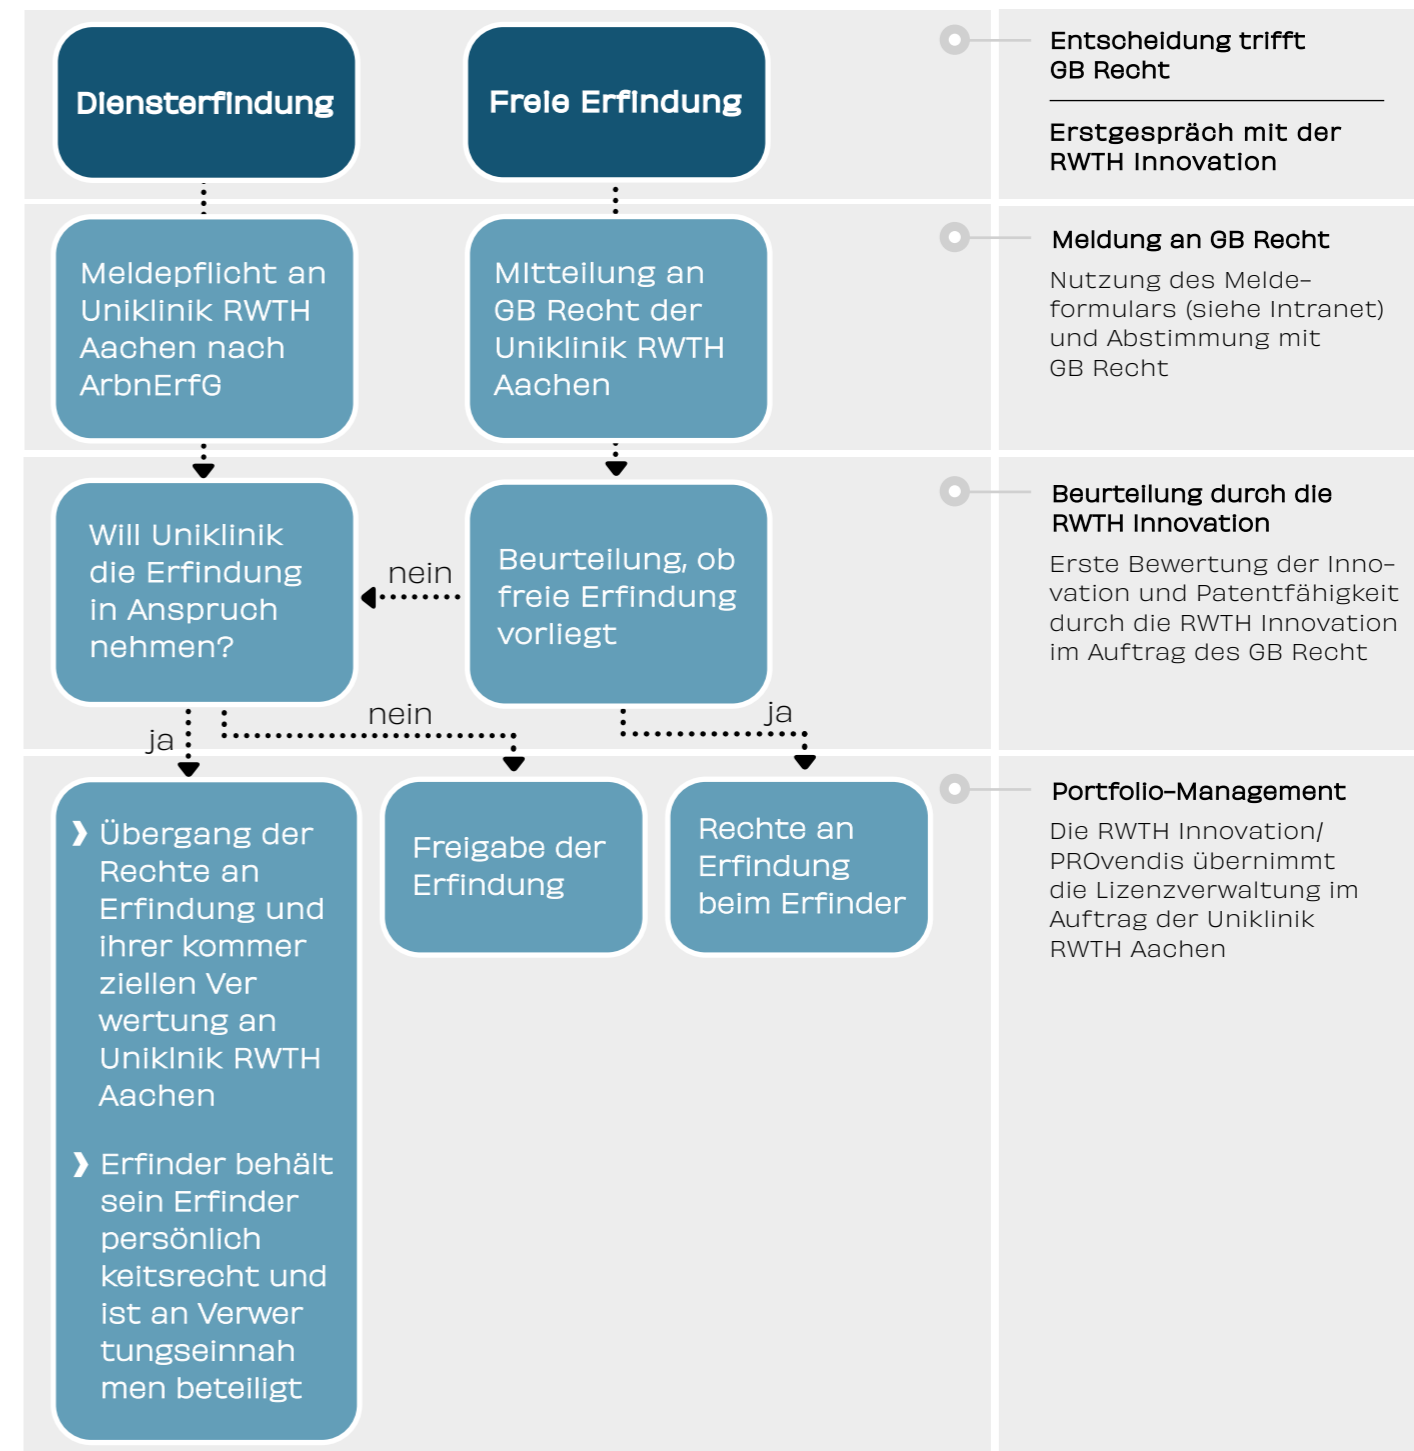 Diensterfindung
Freie Erfindung
Entscheidung trifft
GB Recht
Erstgespräch mit der
RWTH Innovation
Meldepflicht an
Uniklinik RWTH
Aachen nach
ArbnErfG
MItteilung an
GB Recht der
Uniklinik RWTH
Aachen
Meldung an GB Recht
Nutzung des Melde-
formulars (siehe Intranet)
und Abstimmung mit
GB Recht
Will Uniklinik
die Erfindung
in Anspruch
nehmen?
nein
Beurteilung, ob
freie Erfindung
vorliegt
Beurteilung durch die
RWTH Innovation
Erste Bewertung der Inno-
vation und Patentfähigkeit
durch die RWTH Innovation
im Auftrag des GB Recht
ja
nein
ja
❱ Übergang der
Rechte an
Erfindung und
ihrer kommer
ziellen Ver
wertung an
Uniklnik RWTH
Aachen
❱ Erfinder behält
sein Erfinder
persönlich
keitsrecht und
ist an Verwer
tungseinnah
men beteiligt
Freigabe der
Erfindung
Rechte an
Erfindung
beim Erfinder
Portfolio-Management
Die RWTH Innovation/
PROvendis übernimmt
die Lizenzverwaltung im
Auftrag der Uniklinik
RWTH Aachen